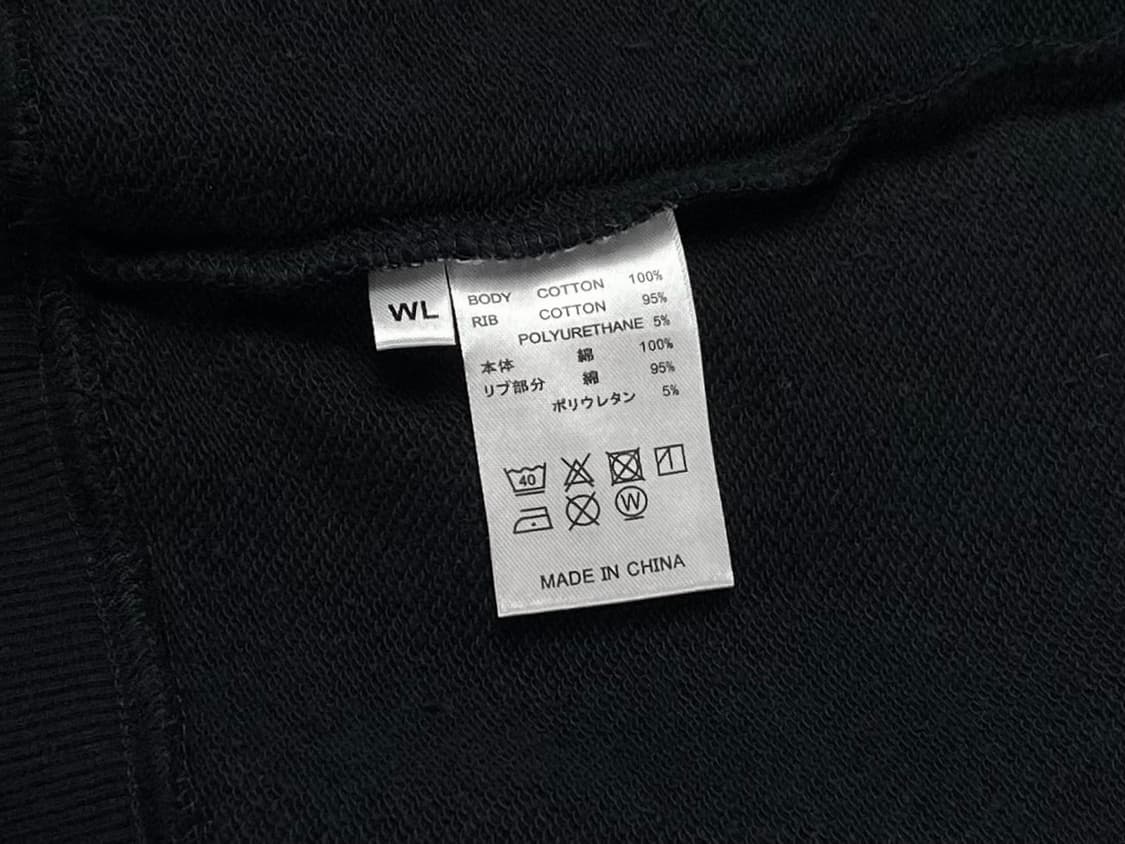 WL
BODY COTTON 100%
RIB COTTON 95%
POLYURETHANE 5%
本体 綿 100%
リブ部分 綿 95%
ポリウレタン 5%
40
W
MADE IN CHINA